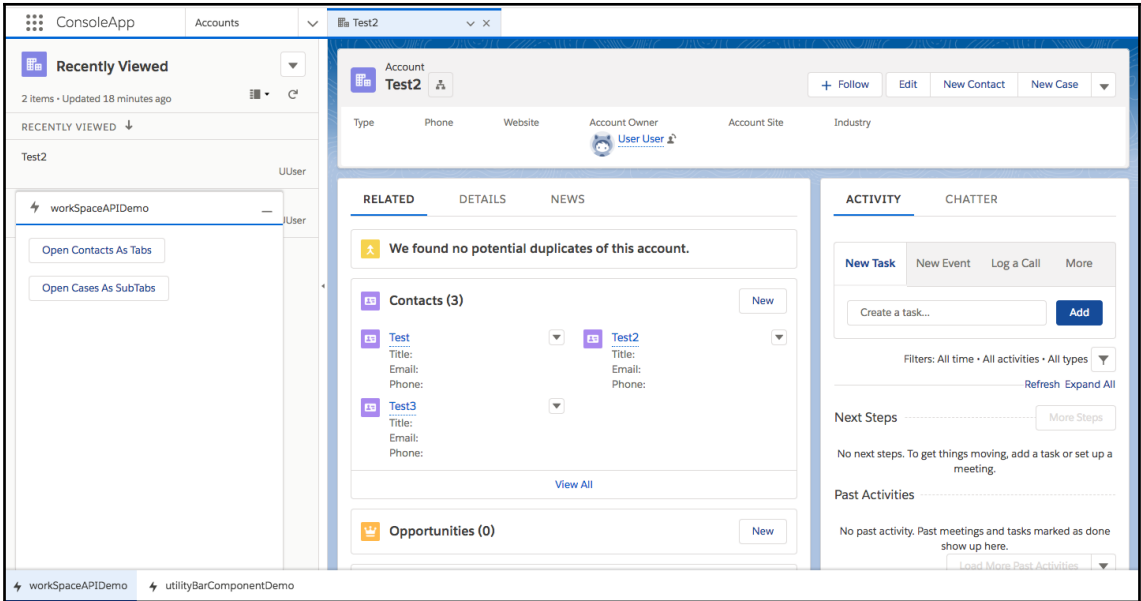 ConsoleApp
Accounts
Test2
Recently Viewed
2 items • Updated 18 minutes ago
RECENTLY VIEWED
Test2
UUser
UUser
workSpaceAPIDemo
Open Contacts As Tabs
Open Cases As SubTabs
Account
Test2
+ Follow
Edit
New Contact
New Case
Type
Phone
Website
Account Owner
Account Site
Industry
User User
RELATED
DETAILS
NEWS
We found no potential duplicates of this account.
Contacts (3)
New
Test
Title:
Email:
Phone:
Test2
Title:
Email:
Phone:
Test3
Title:
Email:
Phone:
View All
Opportunities (0)
New
ACTIVITY
CHATTER
New Task
New Event
Log a Call
More
Create a task...
Add
Filters: All time • All activities • All types
Refresh
Expand All
Next Steps
More Steps
No next steps. To get things moving, add a task or set up a
meeting.
Past Activities
No past activity. Past meetings and tasks marked as done
show up here.
Load More Past Activities
workSpaceAPIDemo
utilityBarComponentDemo